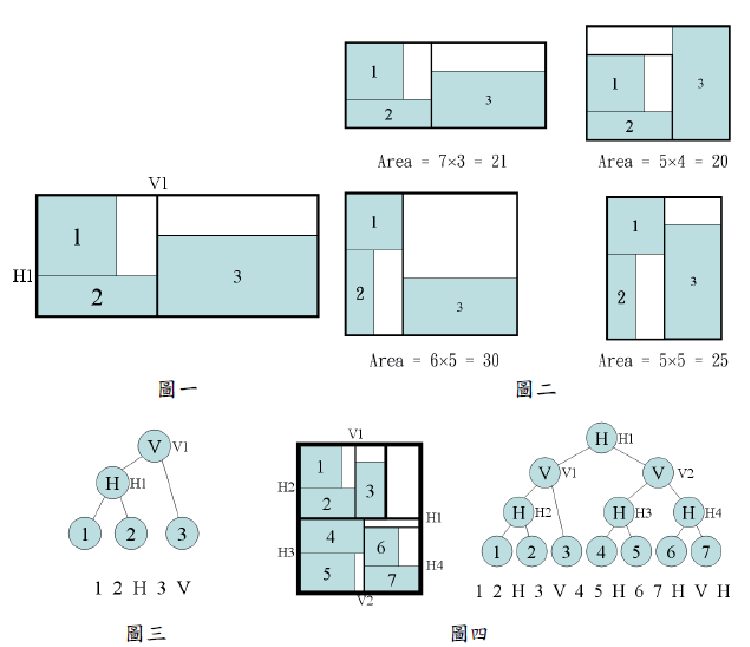 1
2
3
Area = 7×3 = 21
1
2
3
Area = 5×4 = 20
V1
H1
1
2
3
圖一
1
2
3
Area = 6×5 = 30
1
2
3
Area = 5×5 = 25
圖二
V V1
H H1
1 2 3
1 2 H 3 V
圖三
V1
H2
1
2
3
H1
H3
4
5
6
7
H4
V2
H H1
V V1 V V2
H H2 H H3 H H4
1 2 3 4 5 6 7
1 2 H 3 V 4 5 H 6 7 H V H
圖四